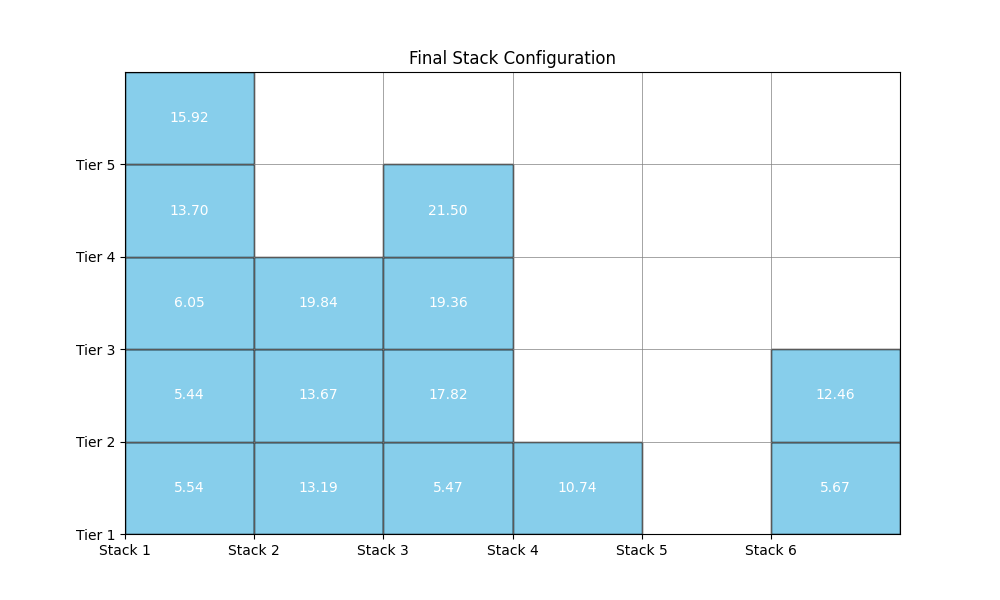 Final Stack Configuration
15.92
Tier 5
13.70 21.50
Tier 4
6.05 19.84 19.36
Tier 3
5.44 13.67 17.82 12.46
Tier 2
5.54 13.19 5.47 10.74 5.67
Tier 1
Stack 1 Stack 2 Stack 3 Stack 4 Stack 5 Stack 6